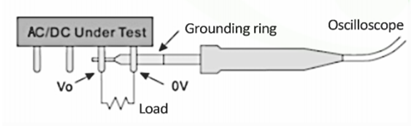 Oscilloscope
Grounding ring
AC/DC Under Test
Vo
0V
Load